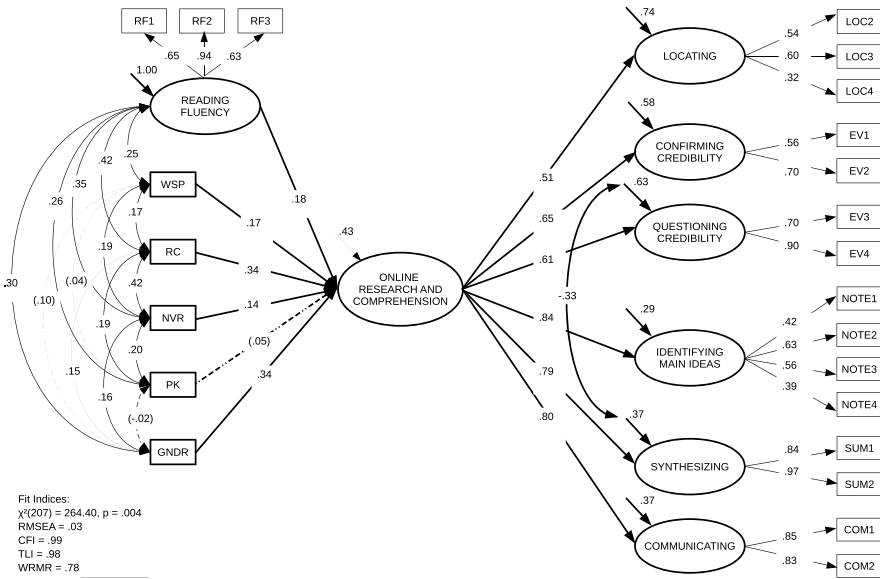 RF1
RF2
RF3
.65
.94
.63
1.00
READING
FLUENCY
.25
.42
.35
.26
.30
WSP
.17
RC
.19
(.04)
(.10)
.42
NVR
.19
.20
PK
.15
.16
(-.02)
GNDR
.18
.17
.34
.14
(.05)
.34
.43
ONLINE
RESEARCH AND
COMPREHENSION
.51
.65
.61
.84
.79
.80
-.33
.74
LOCATING
.54
.60
.32
LOC2
LOC3
LOC4
.58
CONFIRMING
CREDIBILITY
.56
.70
EV1
EV2
.63
QUESTIONING
CREDIBILITY
.70
.90
EV3
EV4
.29
IDENTIFYING
MAIN IDEAS
.42
.63
.56
.39
NOTE1
NOTE2
NOTE3
NOTE4
.37
SYNTHESIZING
.84
.97
SUM1
SUM2
.37
COMMUNICATING
.85
.83
COM1
COM2
Fit Indices:
χ²(207) = 264.40, p = .004
RMSEA = .03
CFI = .99
TLI = .98
WRMR = .78